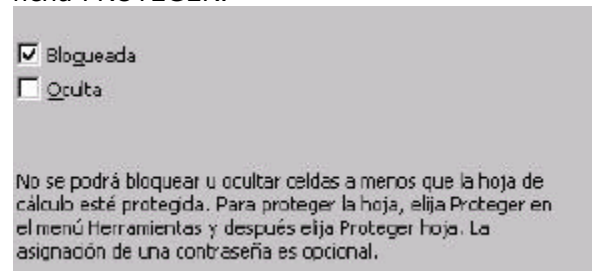 menú PROTEGER.
Bloqueada
Oculta
No se podrá bloquear u ocultar celdas a menos que la hoja de
cálculo esté protegida. Para proteger la hoja, elija Proteger en
el menú Herramientas y después elija Proteger hoja. La
asignación de una contraseña es opcional.